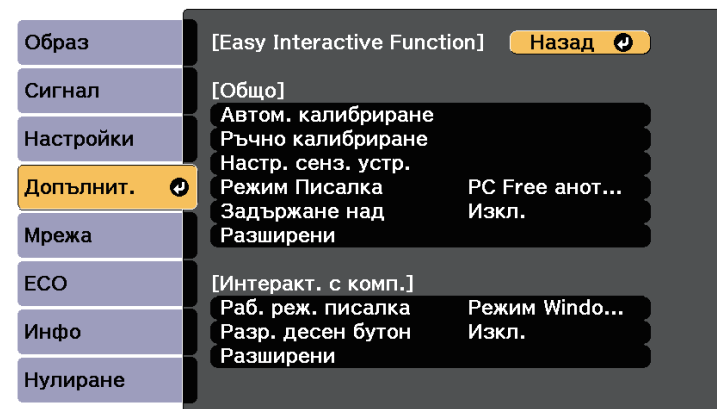 Образ
Сигнал
Настройки
Допълнит.
Мрежа
ECO
Инфо
Нулиране
[Easy Interactive Function] Назад
[Общо]
Автом. калибриране
Ръчно калибриране
Настр. сенз. устр.
Режим Писалка PC Free анот...
Задържане над Изкл.
Разширени
[Интеракт. с комп.]
Раб. реж. писалка Режим Windo...
Разр. десен бутон Изкл.
Разширени